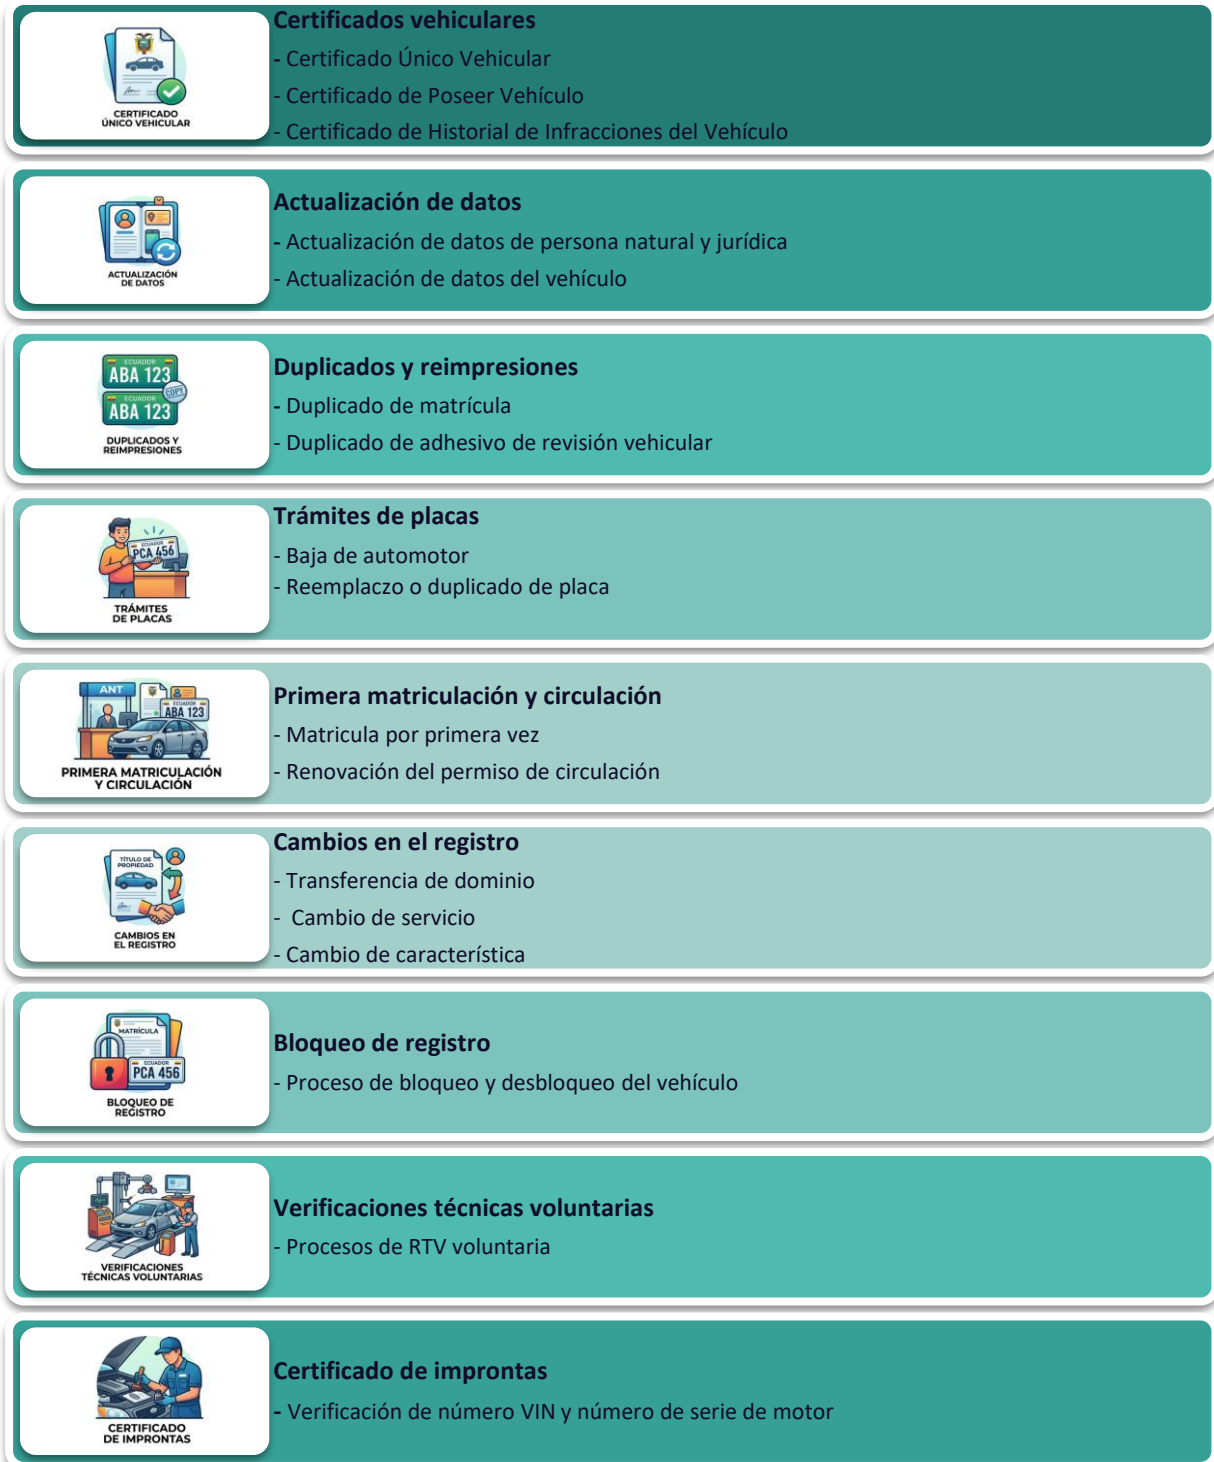 CERTIFICADO
ÚNICO VEHICULAR
Certificados vehiculares
- Certificado Único Vehicular
- Certificado de Poseer Vehículo
- Certificado de Historial de Infracciones del Vehículo
ACTUALIZACIÓN
DE DATOS
Actualización de datos
- Actualización de datos de persona natural y jurídica
- Actualización de datos del vehículo
ECUADOR
ABA 123
COPY
ECUADOR
ABA 123
DUPLICADOS Y
REIMPRESIONES
Duplicados y reimpresiones
- Duplicado de matrícula
- Duplicado de adhesivo de revisión vehicular
ECUADOR
PCA 456
TRÁMITES
DE PLACAS
Trámites de placas
- Baja de automotor
- Reemplaczo o duplicado de placa
ANT
ECUADOR
ABA 123
PRIMERA MATRICULACIÓN
Y CIRCULACIÓN
Primera matriculación y circulación
- Matricula por primera vez
- Renovación del permiso de circulación
TÍTULO DE
PROPIEDAD
CAMBIOS EN
EL REGISTRO
Cambios en el registro
- Transferencia de dominio
- Cambio de servicio
- Cambio de característica
MATRÍCULA
ECUADOR
PCA 456
BLOQUEO DE
REGISTRO
Bloqueo de registro
- Proceso de bloqueo y desbloqueo del vehículo
VERIFICACIONES
TÉCNICAS VOLUNTARIAS
Verificaciones técnicas voluntarias
- Procesos de RTV voluntaria
CERTIFICADO
DE IMPRONTAS
Certificado de improntas
- Verificación de número VIN y número de serie de motor